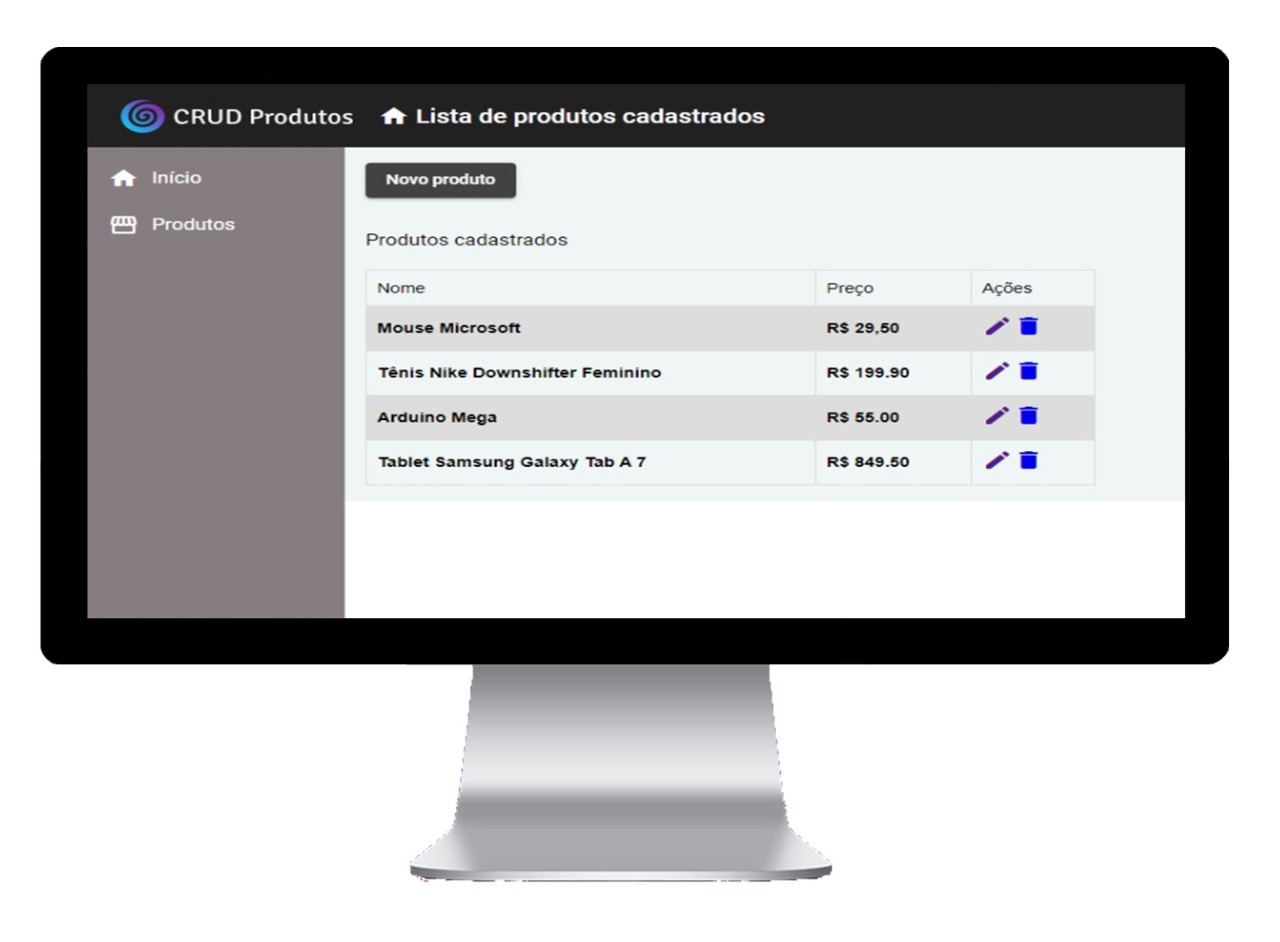 CRUD Produtos Lista de produtos cadastrados
Início
Produtos
Novo produto
Produtos cadastrados
Nome Preço Ações
Mouse Microsoft R$ 29,50
Tênis Nike Downshifter Feminino R$ 199.90
Arduino Mega R$ 55.00
Tablet Samsung Galaxy Tab A 7 R$ 849.50